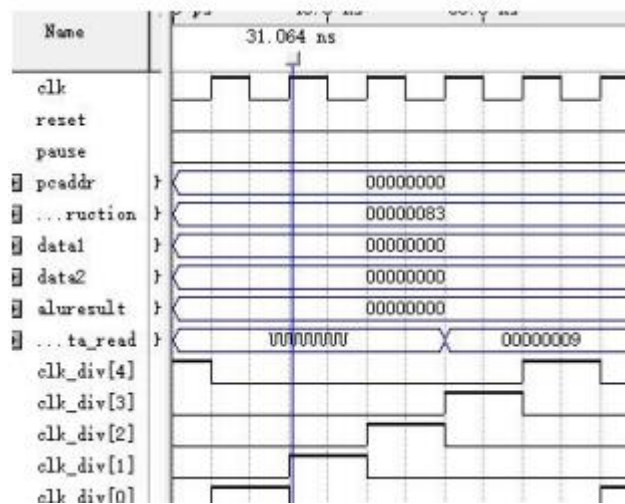 Name
31.064 ns
clk
reset
pause
pcaddr
00000000
...ruction
00000083
data1
00000000
data2
00000000
aluresult
00000000
...ta_read
00000009
clk_div[4]
clk_div[3]
clk_div[2]
clk_div[1]
clk_div[0]